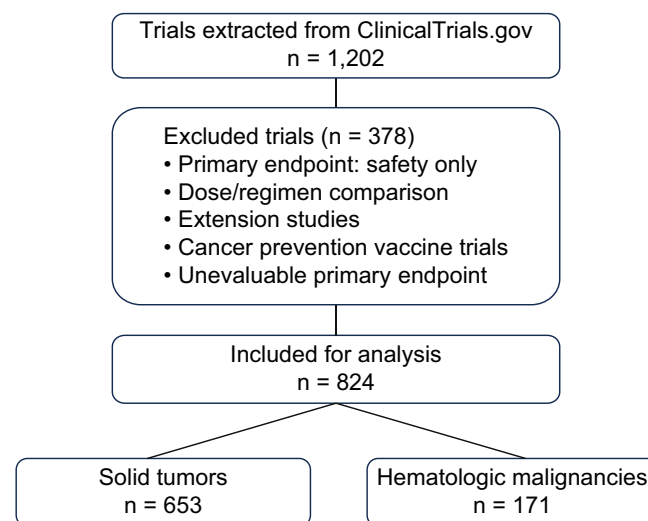 Trials extracted from ClinicalTrials.gov
n = 1,202
Excluded trials (n = 378)
• Primary endpoint: safety only
• Dose/regimen comparison
• Extension studies
• Cancer prevention vaccine trials
• Unevaluable primary endpoint
Included for analysis
n = 824
Solid tumors
n = 653
Hematologic malignancies
n = 171